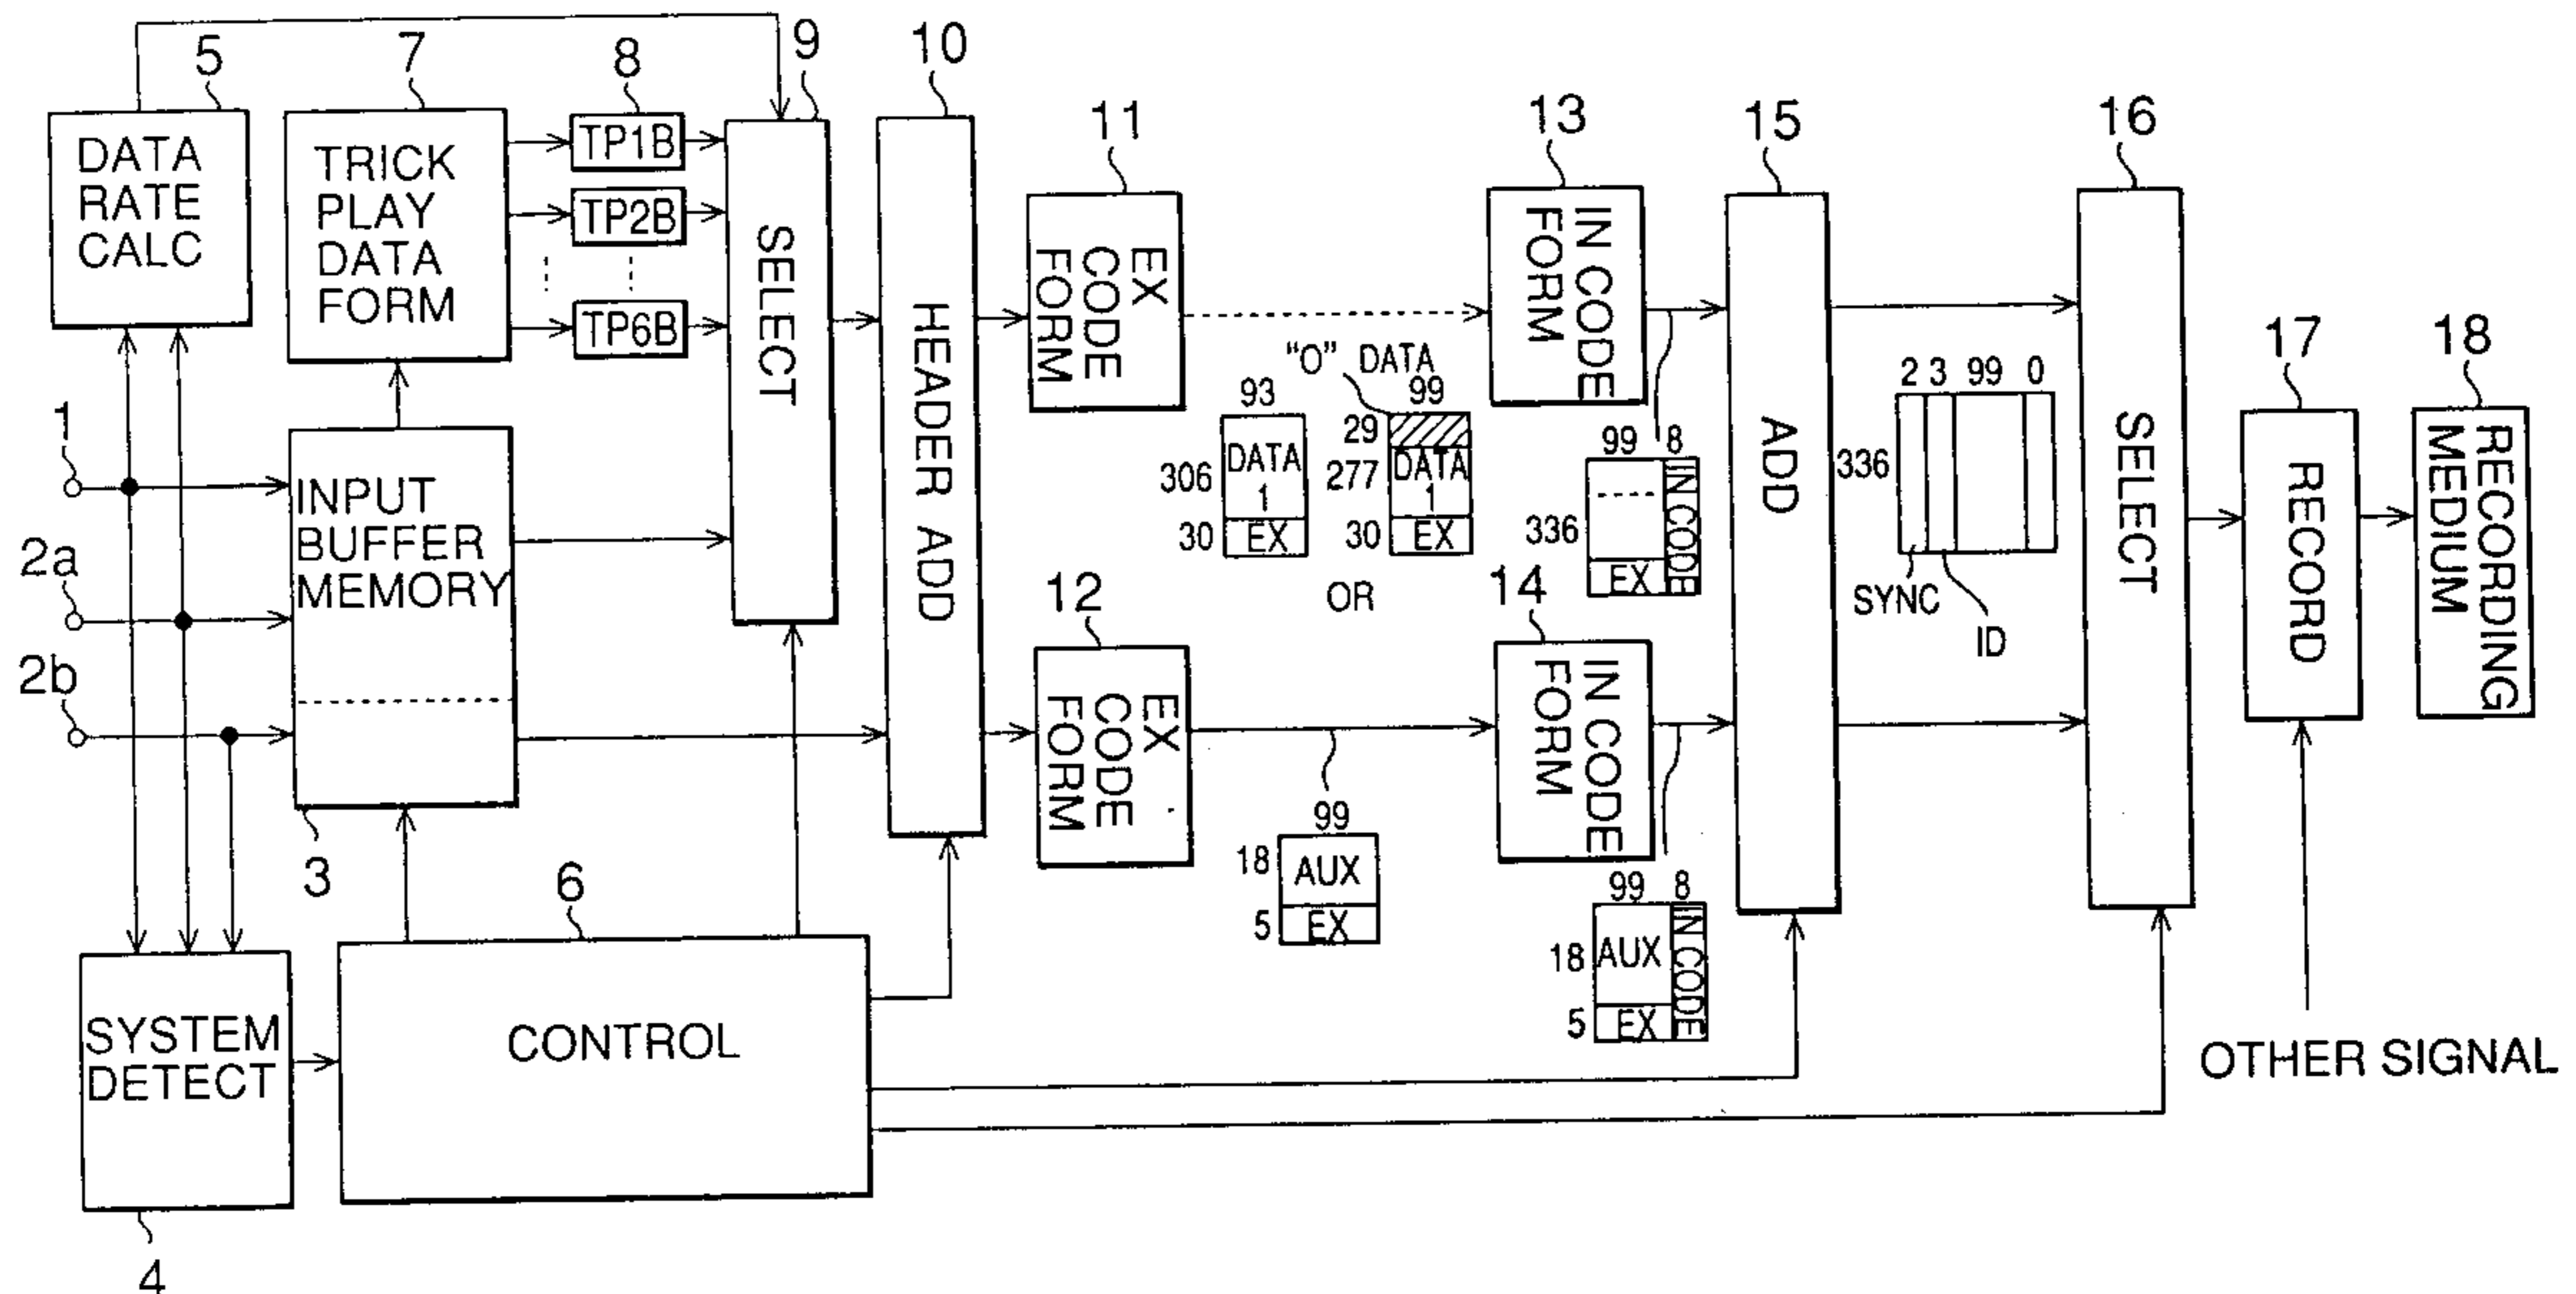 5
7
8
9
10
11
13
15
16
17
18
DATA
RATE
CALC
TRICK
PLAY
DATA
FORM
TP1B
TP2B
TP6B
SELECT
HEADER ADD
EX
CODE
FORM
IN CODE
FORM
ADD
SELECT
RECORD
RECORDING
MEDIUM
1
2a
2b
INPUT
BUFFER
MEMORY
3
"O" DATA
93
306
DATA
1
30
EX
99
29
277
DATA
1
30
EX
OR
99 8
336
EX
IN CODE
2 3 99 0
336
SYNC
ID
12
EX
CODE
FORM
14
IN CODE
FORM
99
18
AUX
5
EX
99 8
18
AUX
5
EX
IN CODE
6
CONTROL
SYSTEM
DETECT
4
OTHER SIGNAL